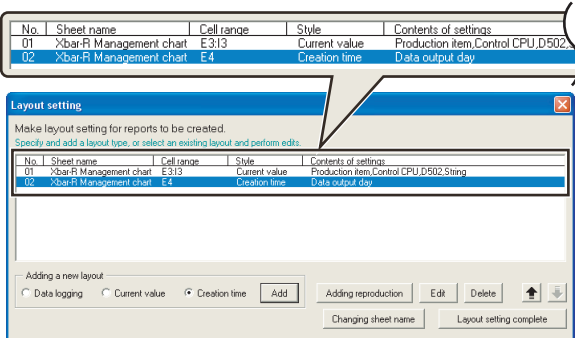 No. Sheet name Cell range Style Contents of settings
01 Xbar-R Management chart E3:I3 Current value Production item,Control CPU,D502,S
02 Xbar-R Management chart E4 Creation time Data output day
Layout setting
Make layout setting for reports to be created.
Specify and add a layout type, or select an existing layout and perform edits.
No. Sheet name Cell range Style Contents of settings
01 Xbar-R Management chart E3:I3 Current value Production item,Control CPU,D502,String
02 Xbar-R Management chart E4 Creation time Data output day
Adding a new layout
Data logging Current value Creation time Add Adding reproduction Edit Delete
Changing sheet name Layout setting complete